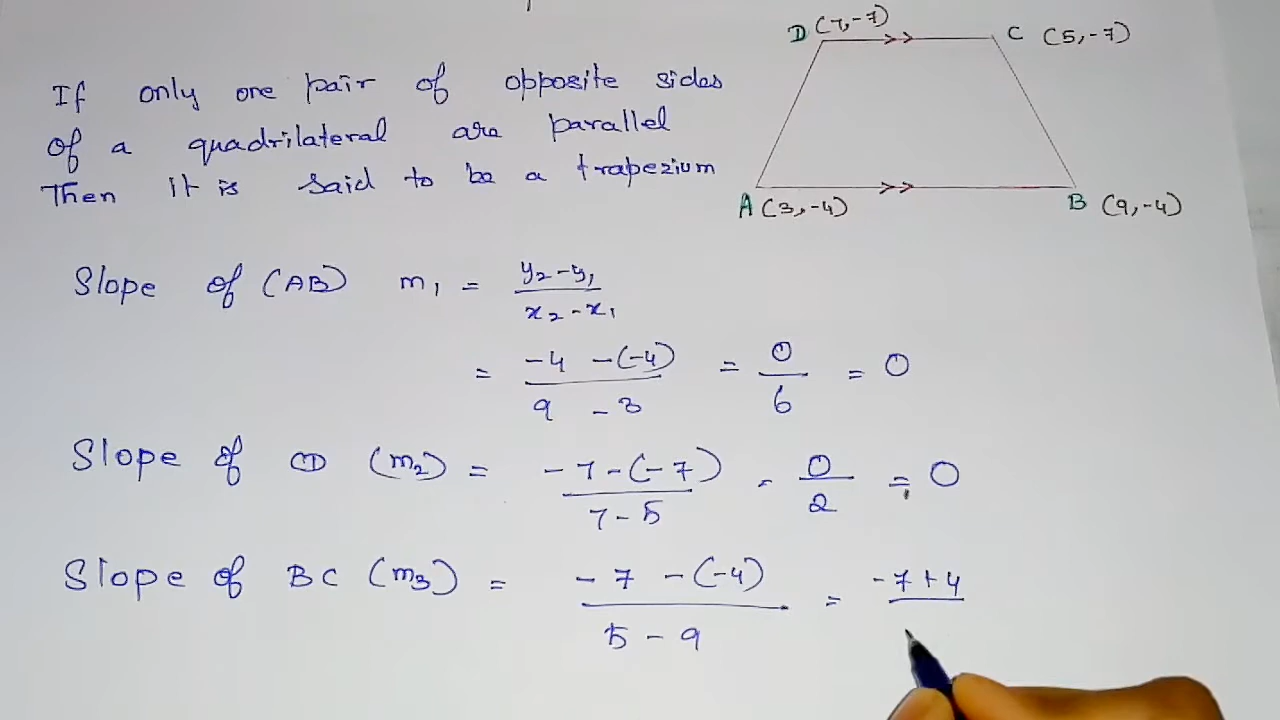 D (7,-7) C (5,-7)
If only one pair of opposite sides
of a quadrilateral are parallel
Then it is said to be a trapezium
A (3,-4) B (9,-4)
Slope of (AB) m₁ = y₂-y₁ / x₂-x₁
= -4 -(-4) / 9 - 3 = 0/6 = 0
Slope of CD (m₂) = -7-(-7) / 7-5 = 0/2 = 0
Slope of BC (m₃) = -7 -(-4) / 5 - 9 = -7+4